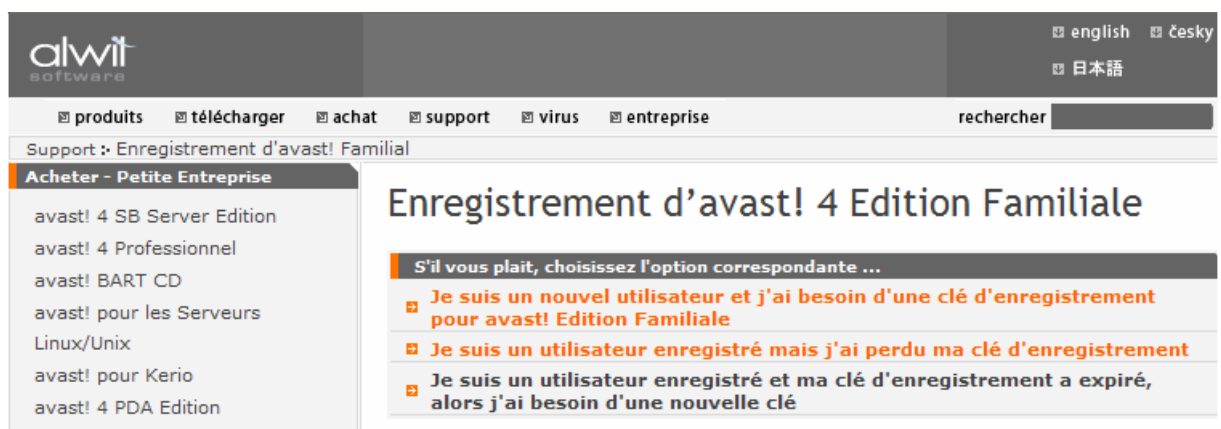 alwil
software
english česky
日本語
produits télécharger achat support virus entreprise rechercher
Support :- Enregistrement d'avast! Familial
Acheter - Petite Entreprise
avast! 4 SB Server Edition
avast! 4 Professionnel
avast! BART CD
avast! pour les Serveurs
Linux/Unix
avast! pour Kerio
avast! 4 PDA Edition
Enregistrement d’avast! 4 Edition Familiale
S'il vous plait, choisissez l'option correspondante ...
Je suis un nouvel utilisateur et j'ai besoin d'une clé d'enregistrement
pour avast! Edition Familiale
Je suis un utilisateur enregistré mais j'ai perdu ma clé d'enregistrement
Je suis un utilisateur enregistré et ma clé d'enregistrement a expiré,
alors j'ai besoin d'une nouvelle clé